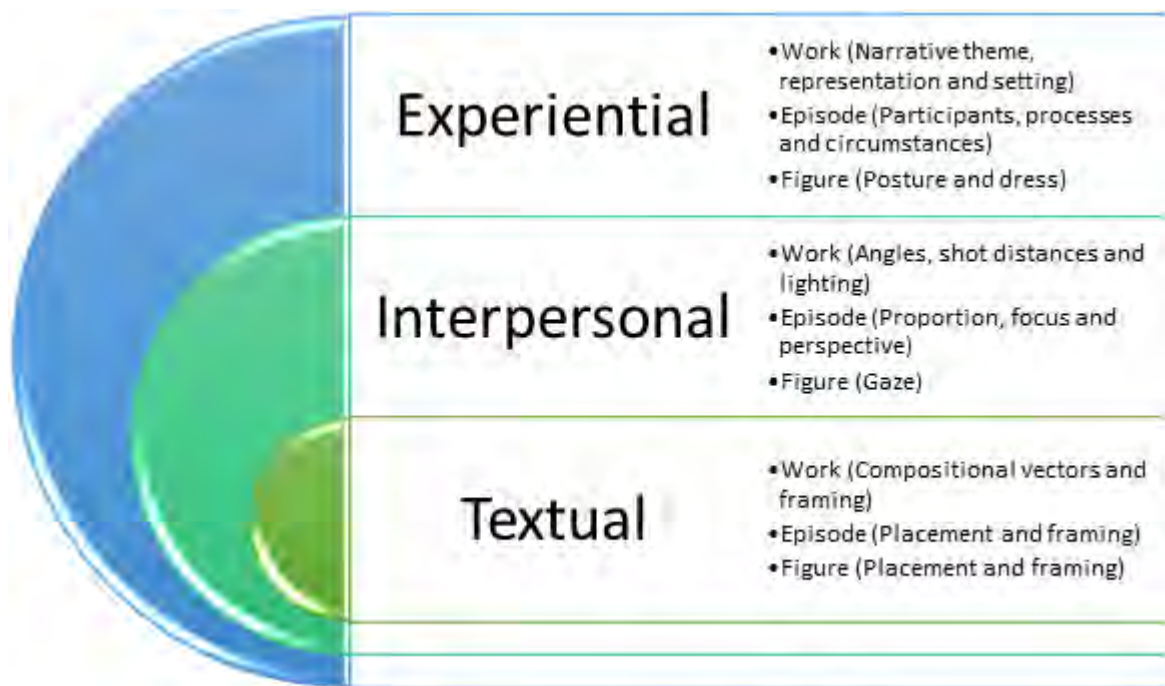 Experiential
•Work (Narrative theme,
representation and setting)
•Episode (Participants, processes
and circumstances)
•Figure (Posture and dress)
Interpersonal
•Work (Angles, shot distances and
lighting)
•Episode (Proportion, focus and
perspective)
•Figure (Gaze)
Textual
•Work (Compositional vectors and
framing)
•Episode (Placement and framing)
•Figure (Placement and framing)